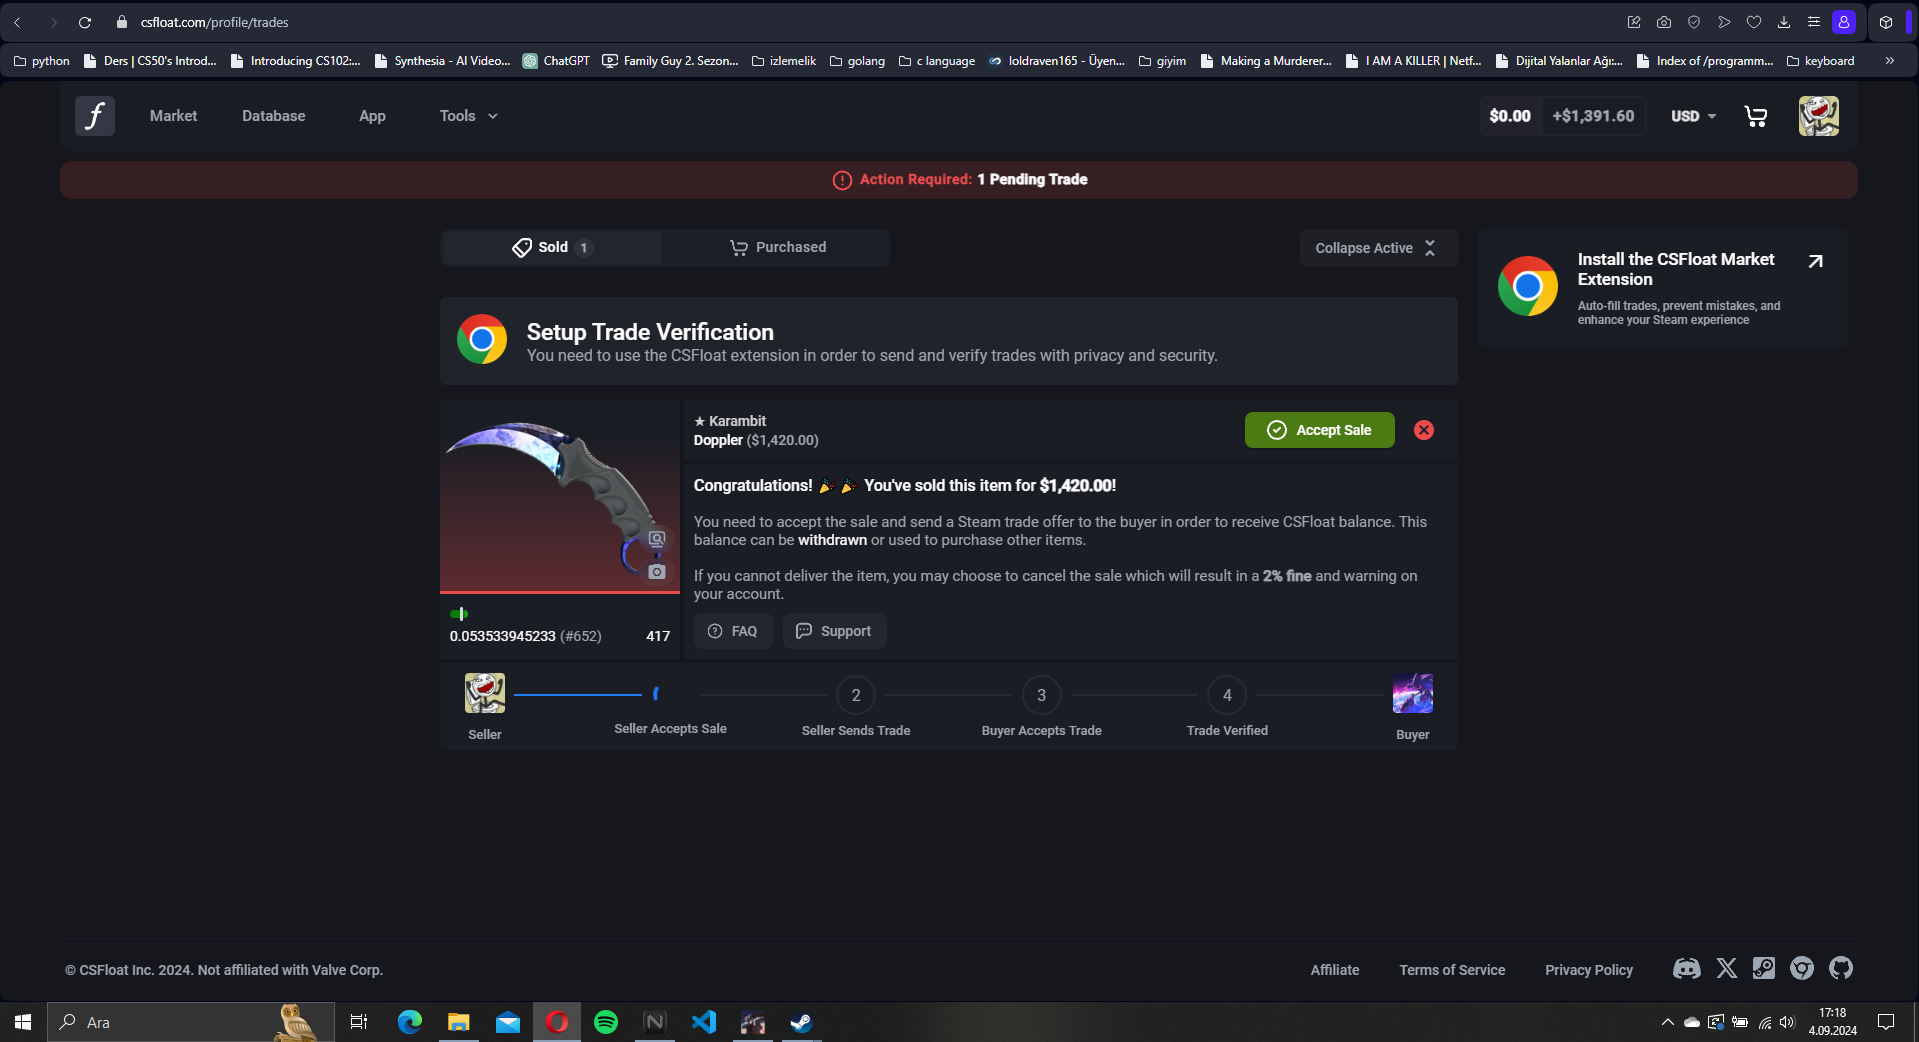 csfloat.com/profile/trades
python
Ders | CS50's Introd...
Introducing CS102:...
Synthesia - AI Video...
ChatGPT
Family Guy 2. Sezon...
izlemelik
golang
c language
loldraven165 - Üyen...
giyim
Making a Murderer...
I AM A KILLER | Netf...
Dijital Yalanlar Ağı:...
Index of /programm...
keyboard
»
f
Market
Database
App
Tools
$0.00
+$1,391.60
USD
Action Required: 1 Pending Trade
Sold 1
Purchased
Collapse Active
Install the CSFloat Market
Extension
Auto-fill trades, prevent mistakes, and
enhance your Steam experience
Setup Trade Verification
You need to use the CSFloat extension in order to send and verify trades with privacy and security.
★ Karambit
Doppler ($1,420.00)
Accept Sale
Congratulations! 🎉 🎉 You've sold this item for $1,420.00!
You need to accept the sale and send a Steam trade offer to the buyer in order to receive CSFloat balance. This
balance can be withdrawn or used to purchase other items.
If you cannot deliver the item, you may choose to cancel the sale which will result in a 2% fine and warning on
your account.
FAQ
Support
0.053533945233 (#652)
417
2
3
4
Seller
Seller Accepts Sale
Seller Sends Trade
Buyer Accepts Trade
Trade Verified
Buyer
© CSFloat Inc. 2024. Not affiliated with Valve Corp.
Affiliate
Terms of Service
Privacy Policy
Ara
17:18
4.09.2024